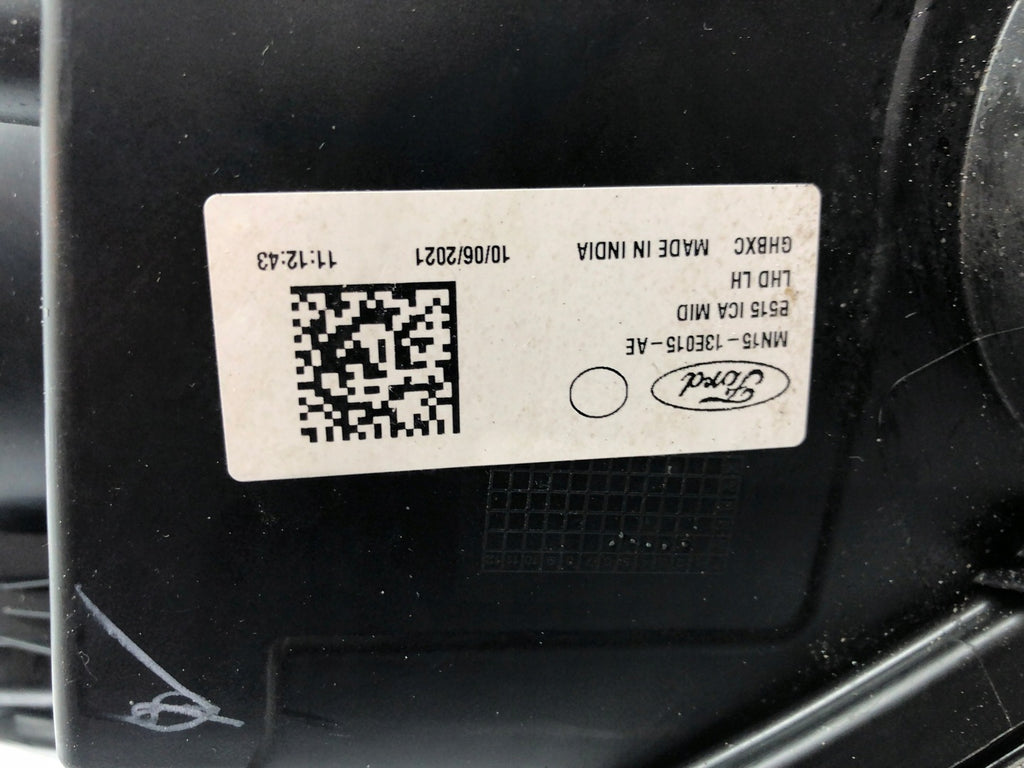 Ford
MN15-13E015-AE
E515 ICA MID
LHD LH
GHBXC MADE IN INDIA 10/06/2021 11:12:43